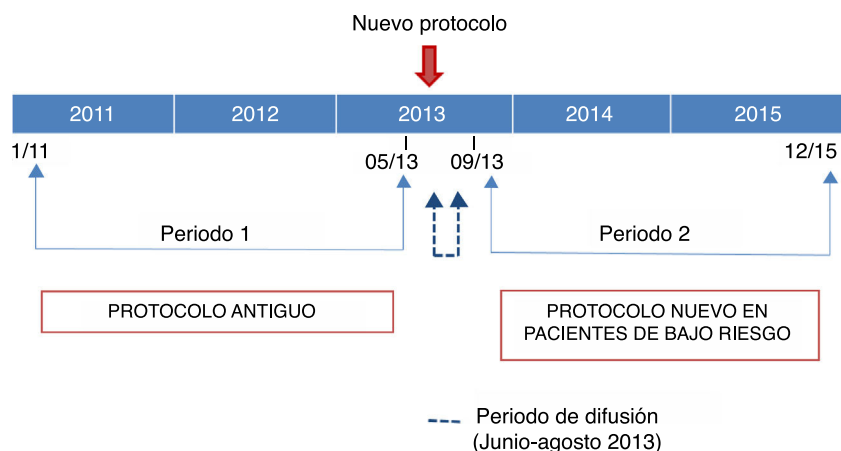 Nuevo protocolo
2011 2012 2013 2014 2015
1/11 05/13 09/13 12/15
Periodo 1 Periodo 2
PROTOCOLO ANTIGUO
PROTOCOLO NUEVO EN
PACIENTES DE BAJO RIESGO
Periodo de difusión
(Junio-agosto 2013)